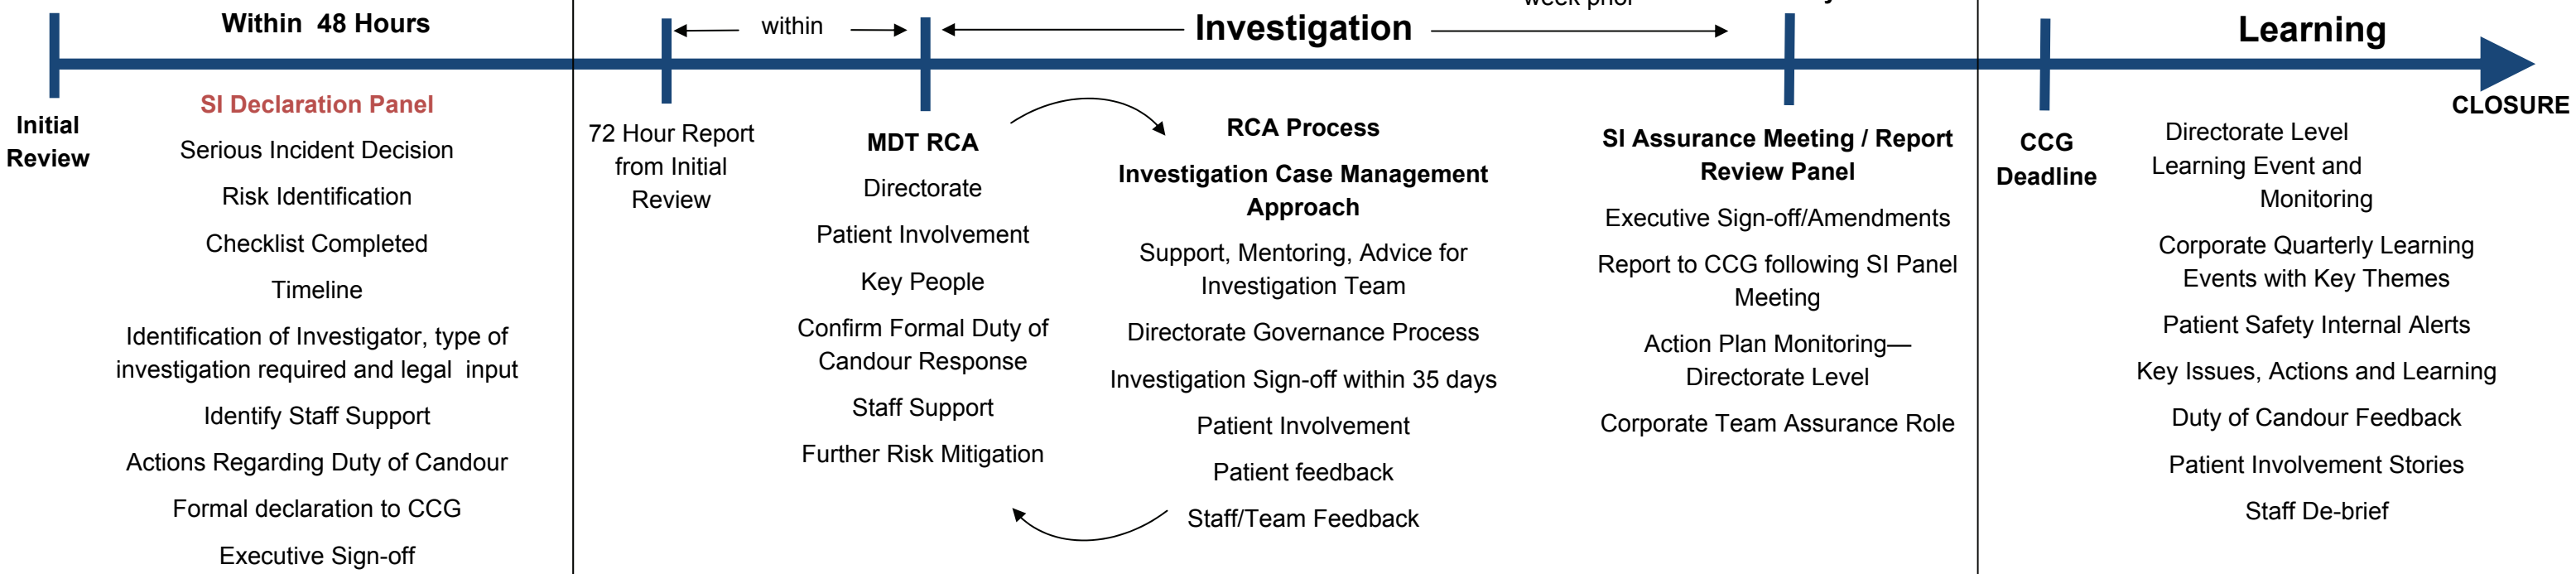 Within 48 Hours
SI Declaration Panel
Initial
Review
Serious Incident Decision
Risk Identification
Checklist Completed
Timeline
Identification of Investigator, type of
investigation required and legal input
Identify Staff Support
Actions Regarding Duty of Candour
Formal declaration to CCG
Executive Sign-off
within
72 Hour Report
from Initial
Review
week prior
Investigation
MDT RCA
Directorate
Patient Involvement
Key People
Confirm Formal Duty of
Candour Response
Staff Support
Further Risk Mitigation
RCA Process
Investigation Case Management
Approach
Support, Mentoring, Advice for
Investigation Team
Directorate Governance Process
Investigation Sign-off within 35 days
Patient Involvement
Patient feedback
Staff/Team Feedback
SI Assurance Meeting / Report
Review Panel
Executive Sign-off/Amendments
Report to CCG following SI Panel
Meeting
Action Plan Monitoring—
Directorate Level
Corporate Team Assurance Role
CCG
Deadline
Learning
CLOSURE
Directorate Level
Learning Event and
Monitoring
Corporate Quarterly Learning
Events with Key Themes
Patient Safety Internal Alerts
Key Issues, Actions and Learning
Duty of Candour Feedback
Patient Involvement Stories
Staff De-brief